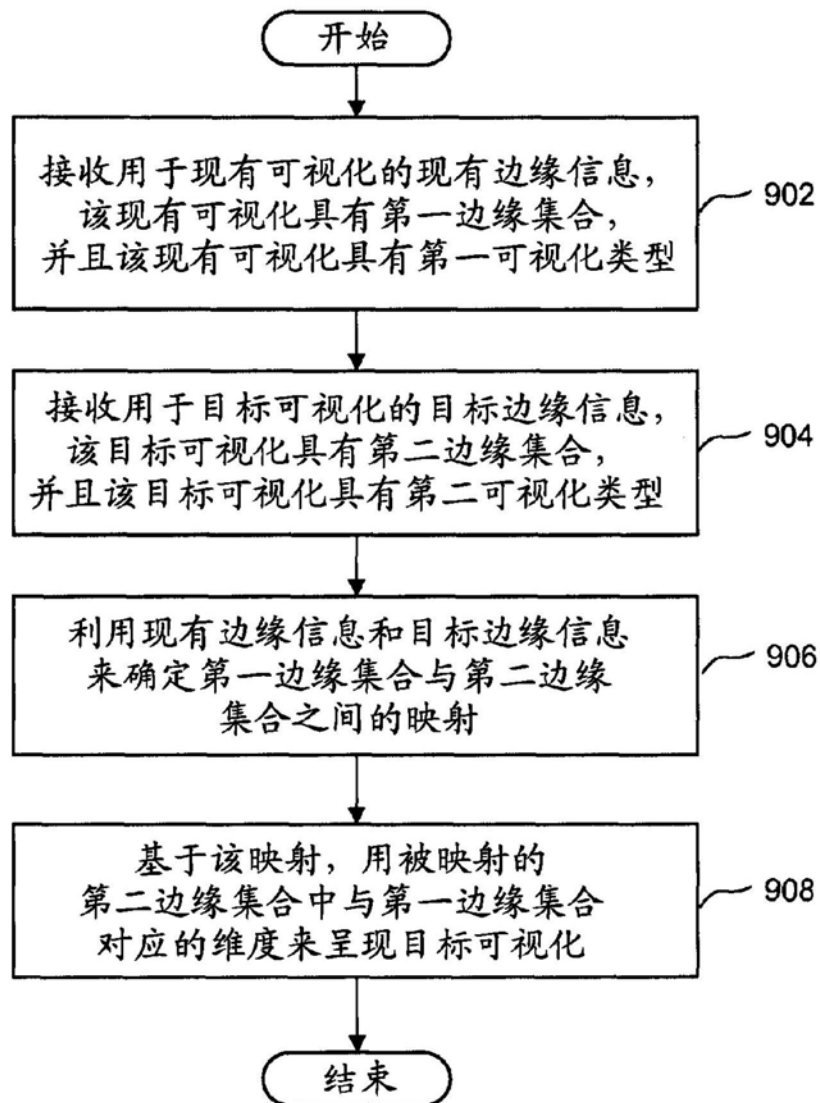 开始
接收用于现有可视化的现有边缘信息，
该现有可视化具有第一边缘集合，
并且该现有可视化具有第一可视化类型
902
接收用于目标可视化的目标边缘信息，
该目标可视化具有第二边缘集合，
并且该目标可视化具有第二可视化类型
904
利用现有边缘信息和目标边缘信息
来确定第一边缘集合与第二边缘
集合之间的映射
906
基于该映射，用被映射的
第二边缘集合中与第一边缘集合
对应的维度来呈现目标可视化
908
结束